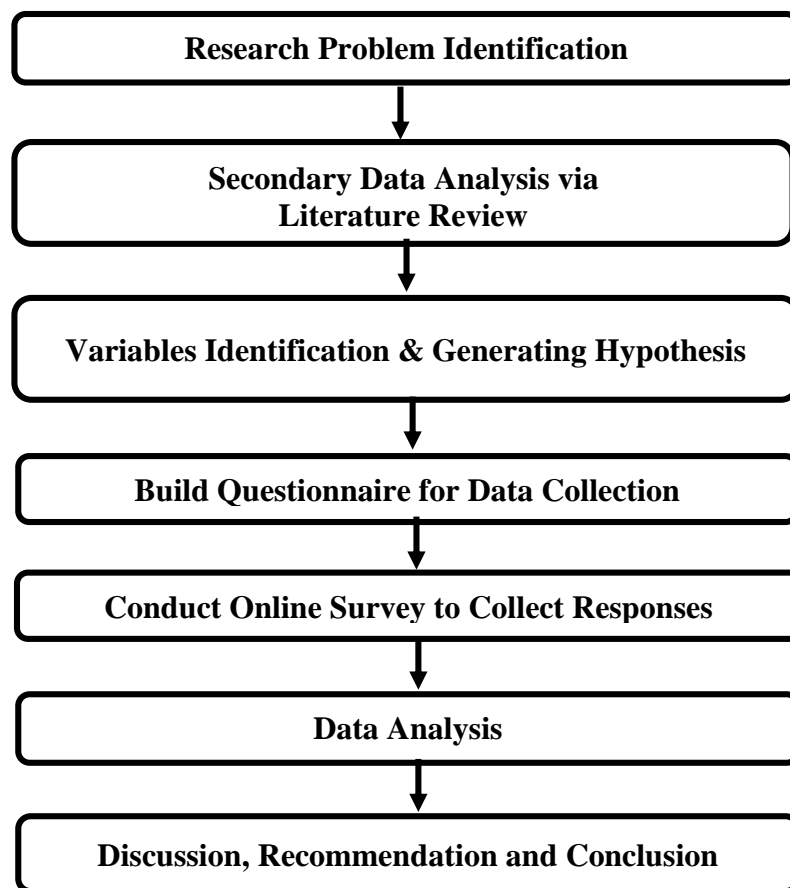 Research Problem Identification
Secondary Data Analysis via
Literature Review
Variables Identification & Generating Hypothesis
Build Questionnaire for Data Collection
Conduct Online Survey to Collect Responses
Data Analysis
Discussion, Recommendation and Conclusion